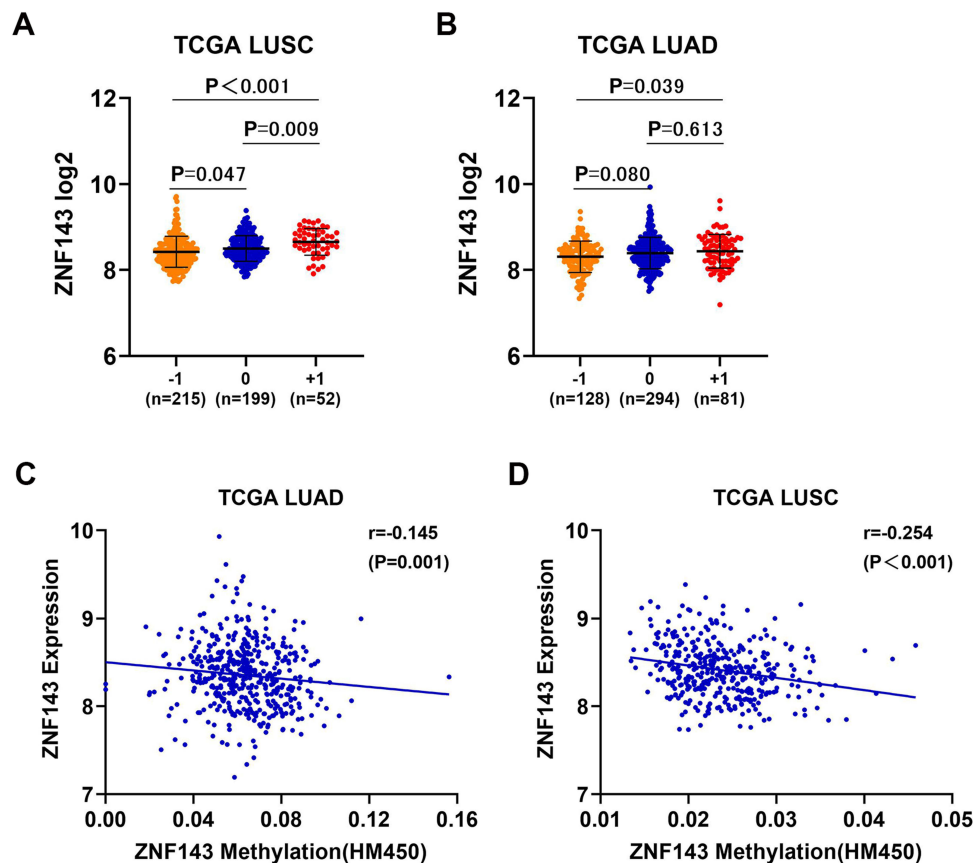 A
TCGA LUSC
P<0.001
P=0.009
P=0.047
ZNF143 log2
12
10
8
6
-1 0 +1
(n=215) (n=199) (n=52)
B
TCGA LUAD
P=0.039
P=0.613
P=0.080
ZNF143 log2
12
10
8
6
-1 0 +1
(n=128) (n=294) (n=81)
C
TCGA LUAD
r=-0.145
(P=0.001)
ZNF143 Expression
10
9
8
7
0.00 0.04 0.08 0.12 0.16
ZNF143 Methylation(HM450)
D
TCGA LUSC
r=-0.254
(P<0.001)
ZNF143 Expression
10
9
8
7
0.01 0.02 0.03 0.04 0.05
ZNF143 Methylation(HM450)